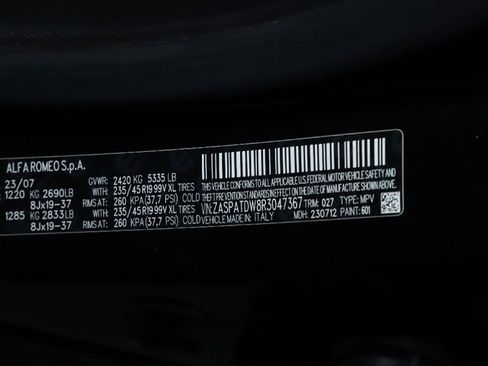 ALFA ROMEO S.p.A.
23/07 GVWR: 2420 KG 5335 LB
1220 KG 2690LB WITH: 235/45R19 99V XL TIRES
8Jx19-37 RIMS AT: 260 KPA (37,7 PSI) COLD
1285 KG 2833LB WITH: 235/45R19 99V XL TIRES
8Jx19-37 RIMS AT: 260 KPA (37,7 PSI) COLD
THIS VEHICLE CONFORMS TO ALL APPLICABLE
FEDERAL MOTOR VEHICLE SAFETY, BUMPER, AND
THEFT PREVENTION STANDARDS IN EFFECT ON
THE DATE OF MANUFACTURE SHOWN ABOVE.
VIN: ZASPATDW8R3047367 TRIM: 027 TYPE: MPV
MADE IN: ITALY MDH: 230712 PAINT: 601